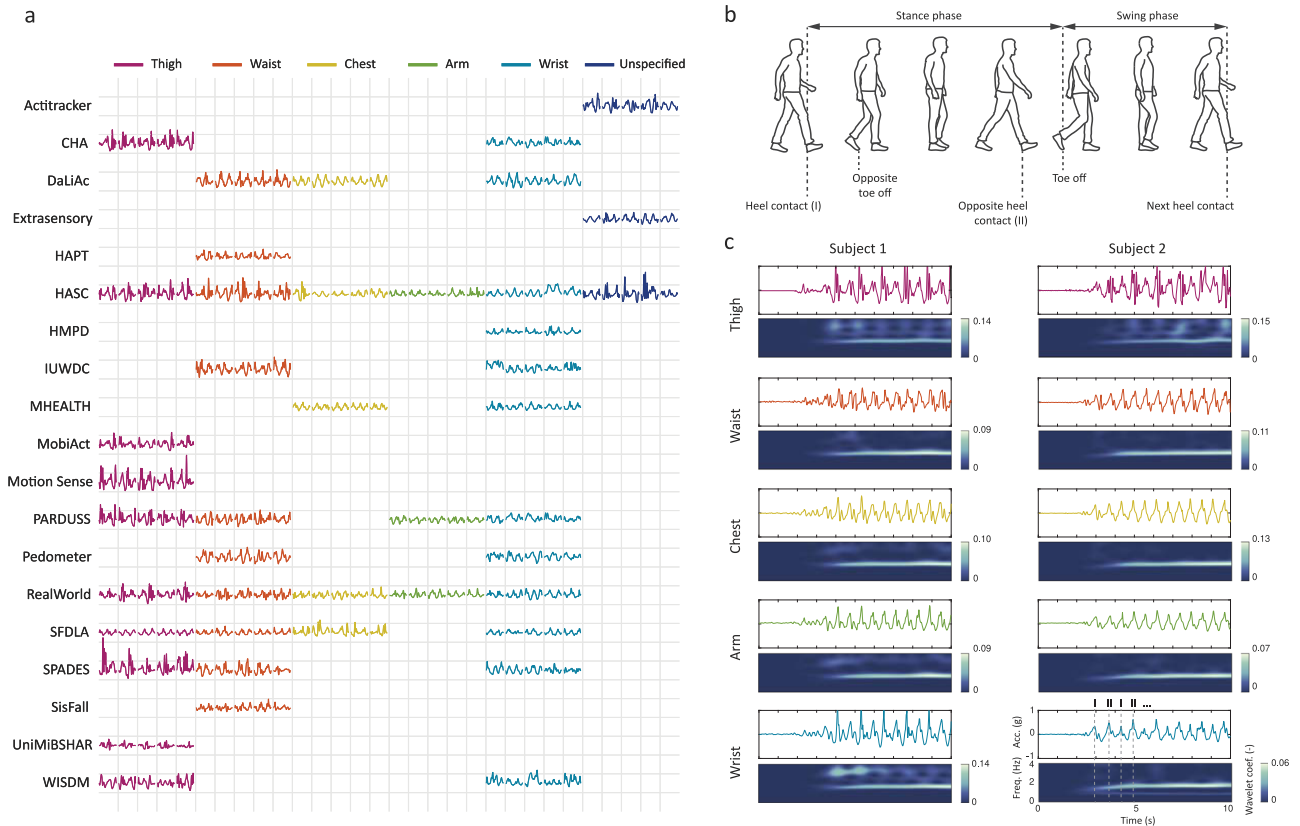 a
Thigh Waist Chest Arm Wrist Unspecified
Actitracker
CHA
DaLiAc
Extrasensory
HAPT
HASC
HMPD
IUWDC
MHEALTH
MobiAct
Motion Sense
PARDUSS
Pedometer
RealWorld
SFDLA
SPADES
SisFall
UniMiBSHAR
WISDM
b
Stance phase Swing phase
Opposite
toe off
Toe off
Heel contact (I)
Opposite heel
contact (II)
Next heel contact
c
Subject 1 Subject 2
Thigh
0.14
0
0.15
0
Waist
0.09
0
0.11
0
Chest
0.10
0
0.13
0
Arm
0.09
0
0.07
0
Wrist
0.14
0
I II I II ...
Acc. (g)
1
0
-1
Freq. (Hz)
4
2
0
0 5 10
Time (s)
Wavelet coef. (-)
0.06
0